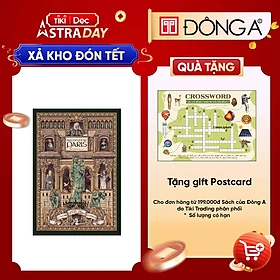 Tiki | Dec
ASTRA DAY
ĐÔNG A
XẢ KHO ĐÓN TẾT
QUÀ TẶNG
CROSSWORD
PARIS
Tặng gift Postcard
Cho đơn hàng từ 199.000đ Sách của Đông A
do Tiki Trading phân phối
* Số lượng có hạn